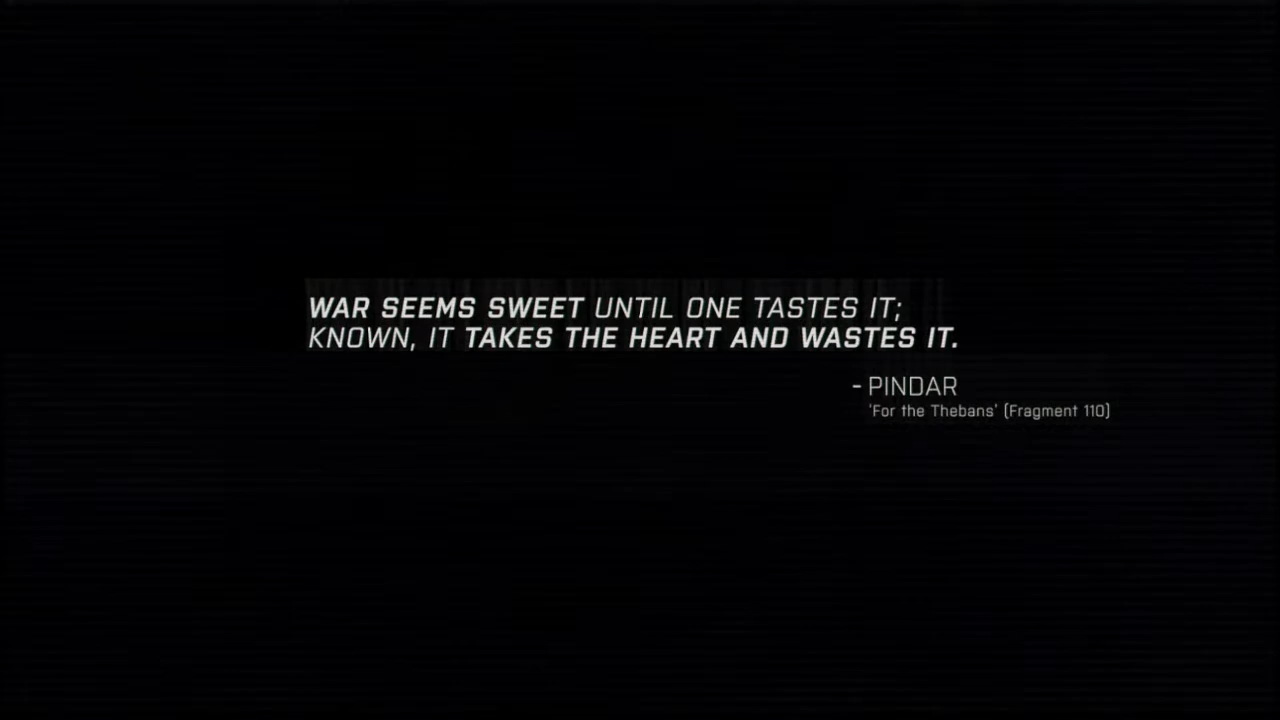 WAR SEEMS SWEET UNTIL ONE TASTES IT;
KNOWN, IT TAKES THE HEART AND WASTES IT.
- PINDAR
'For the Thebans' (Fragment 110)